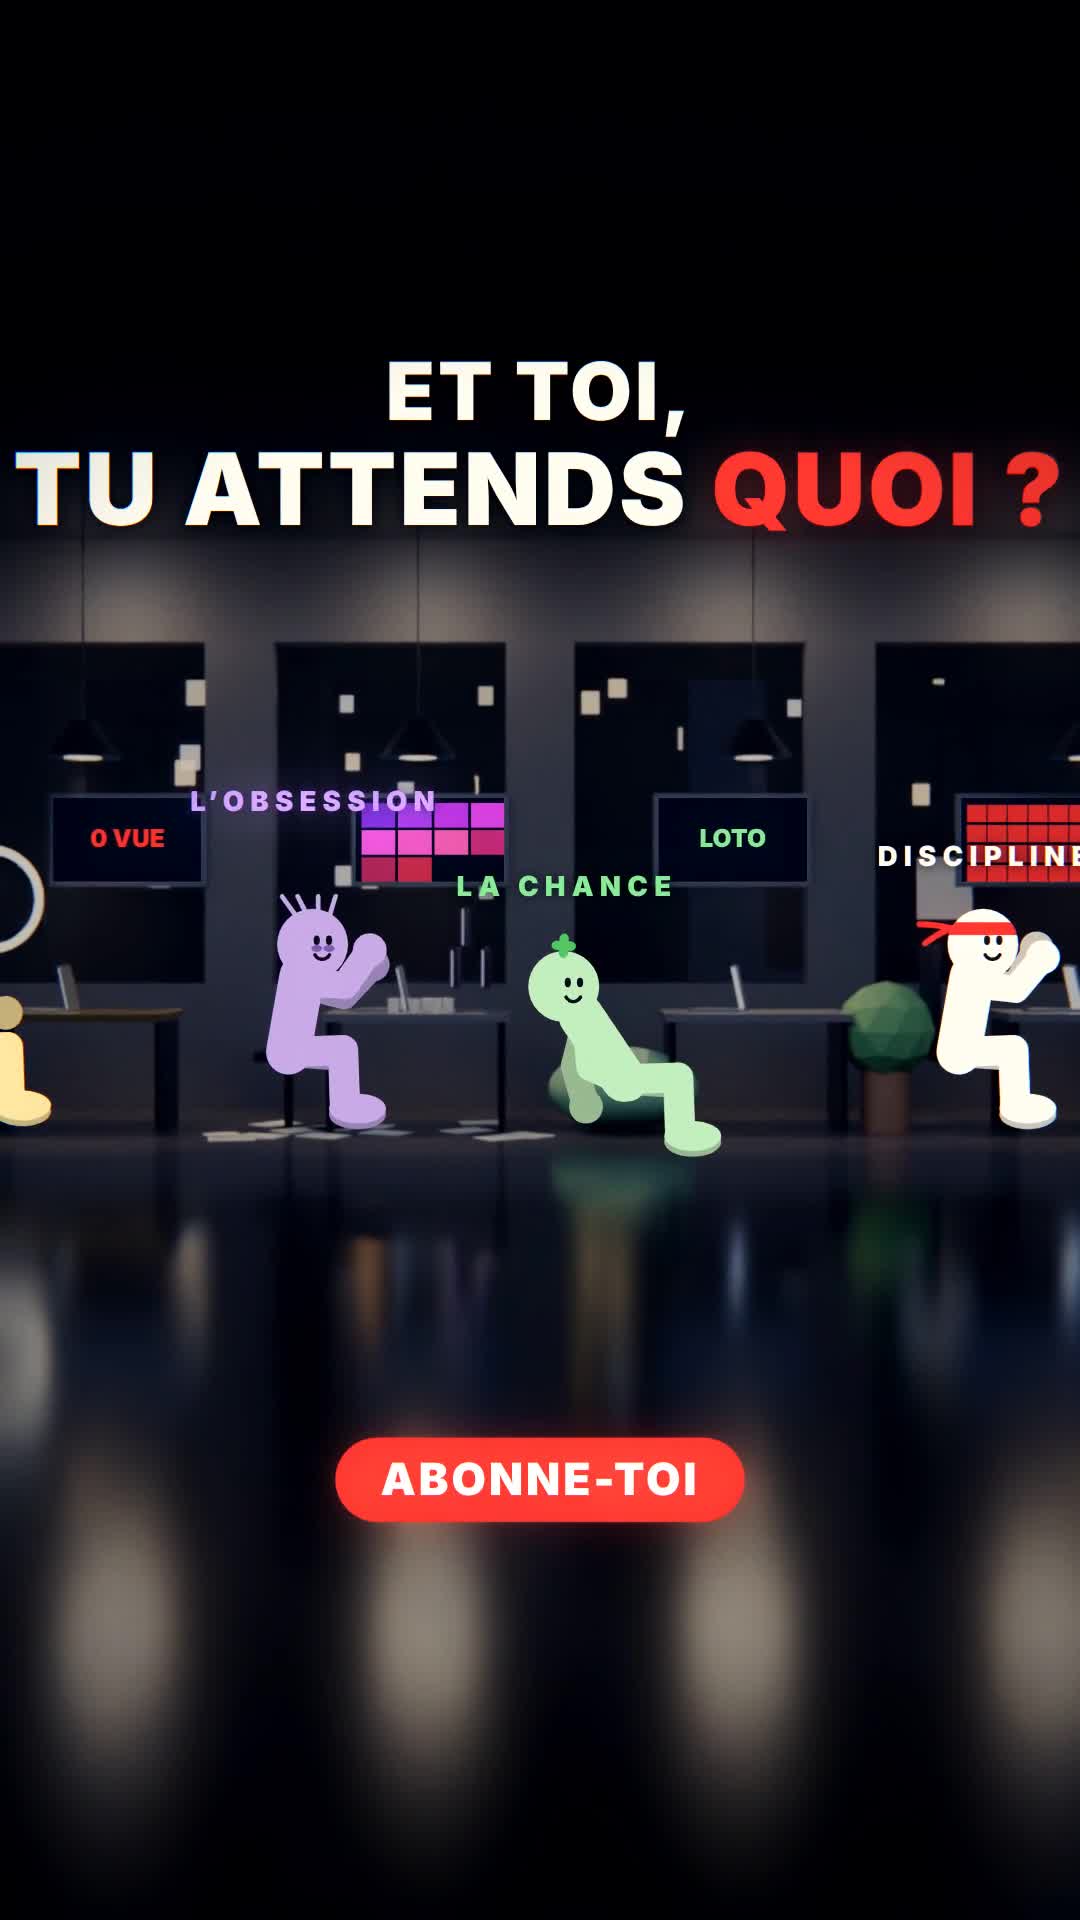 ET TOI,
TU ATTENDS QUOI ?
L'OBSESSION
0 VUE
LOTO
DISCIPLINE
LA CHANCE
ABONNE-TOI